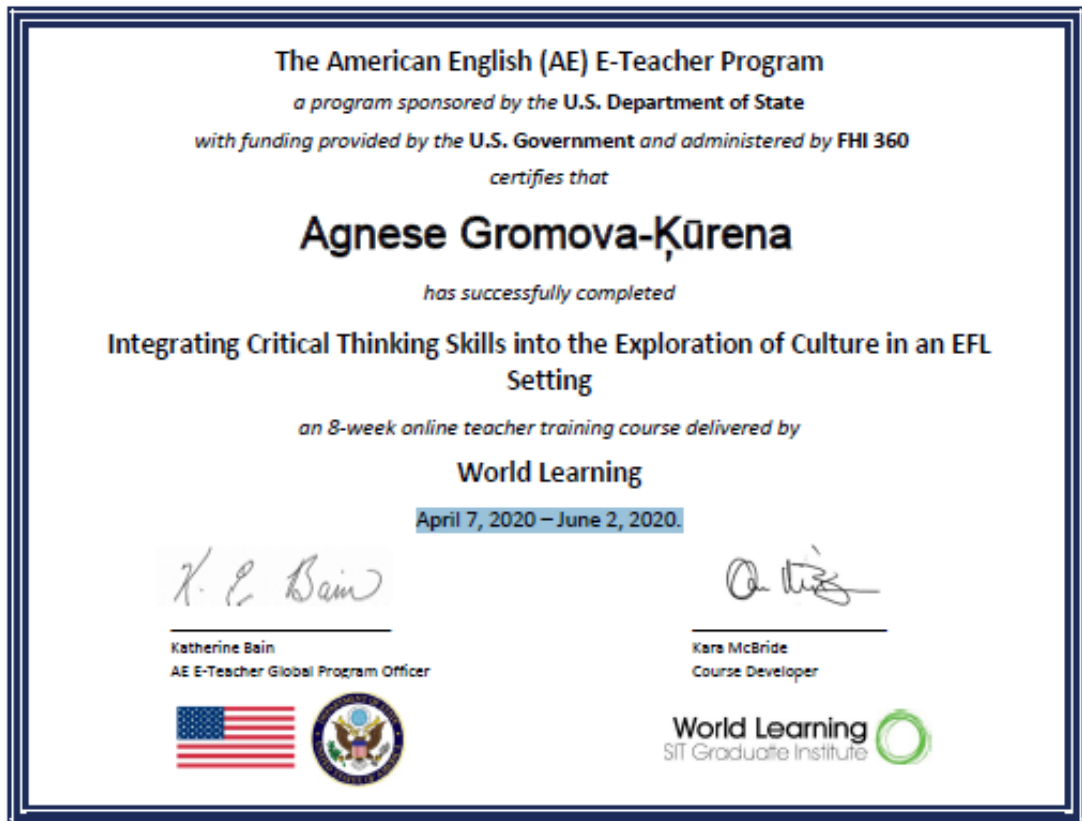 The American English (AE) E-Teacher Program
a program sponsored by the U.S. Department of State
with funding provided by the U.S. Government and administered by FHI 360
certifies that
Agnese Gromova-Ķūrena
has successfully completed
Integrating Critical Thinking Skills into the Exploration of Culture in an EFL
Setting
an 8-week online teacher training course delivered by
World Learning
April 7, 2020 – June 2, 2020.
K. E. Bain
Katherine Bain
AE E-Teacher Global Program Officer
Kara McBride
Course Developer
World Learning
SIT Graduate Institute